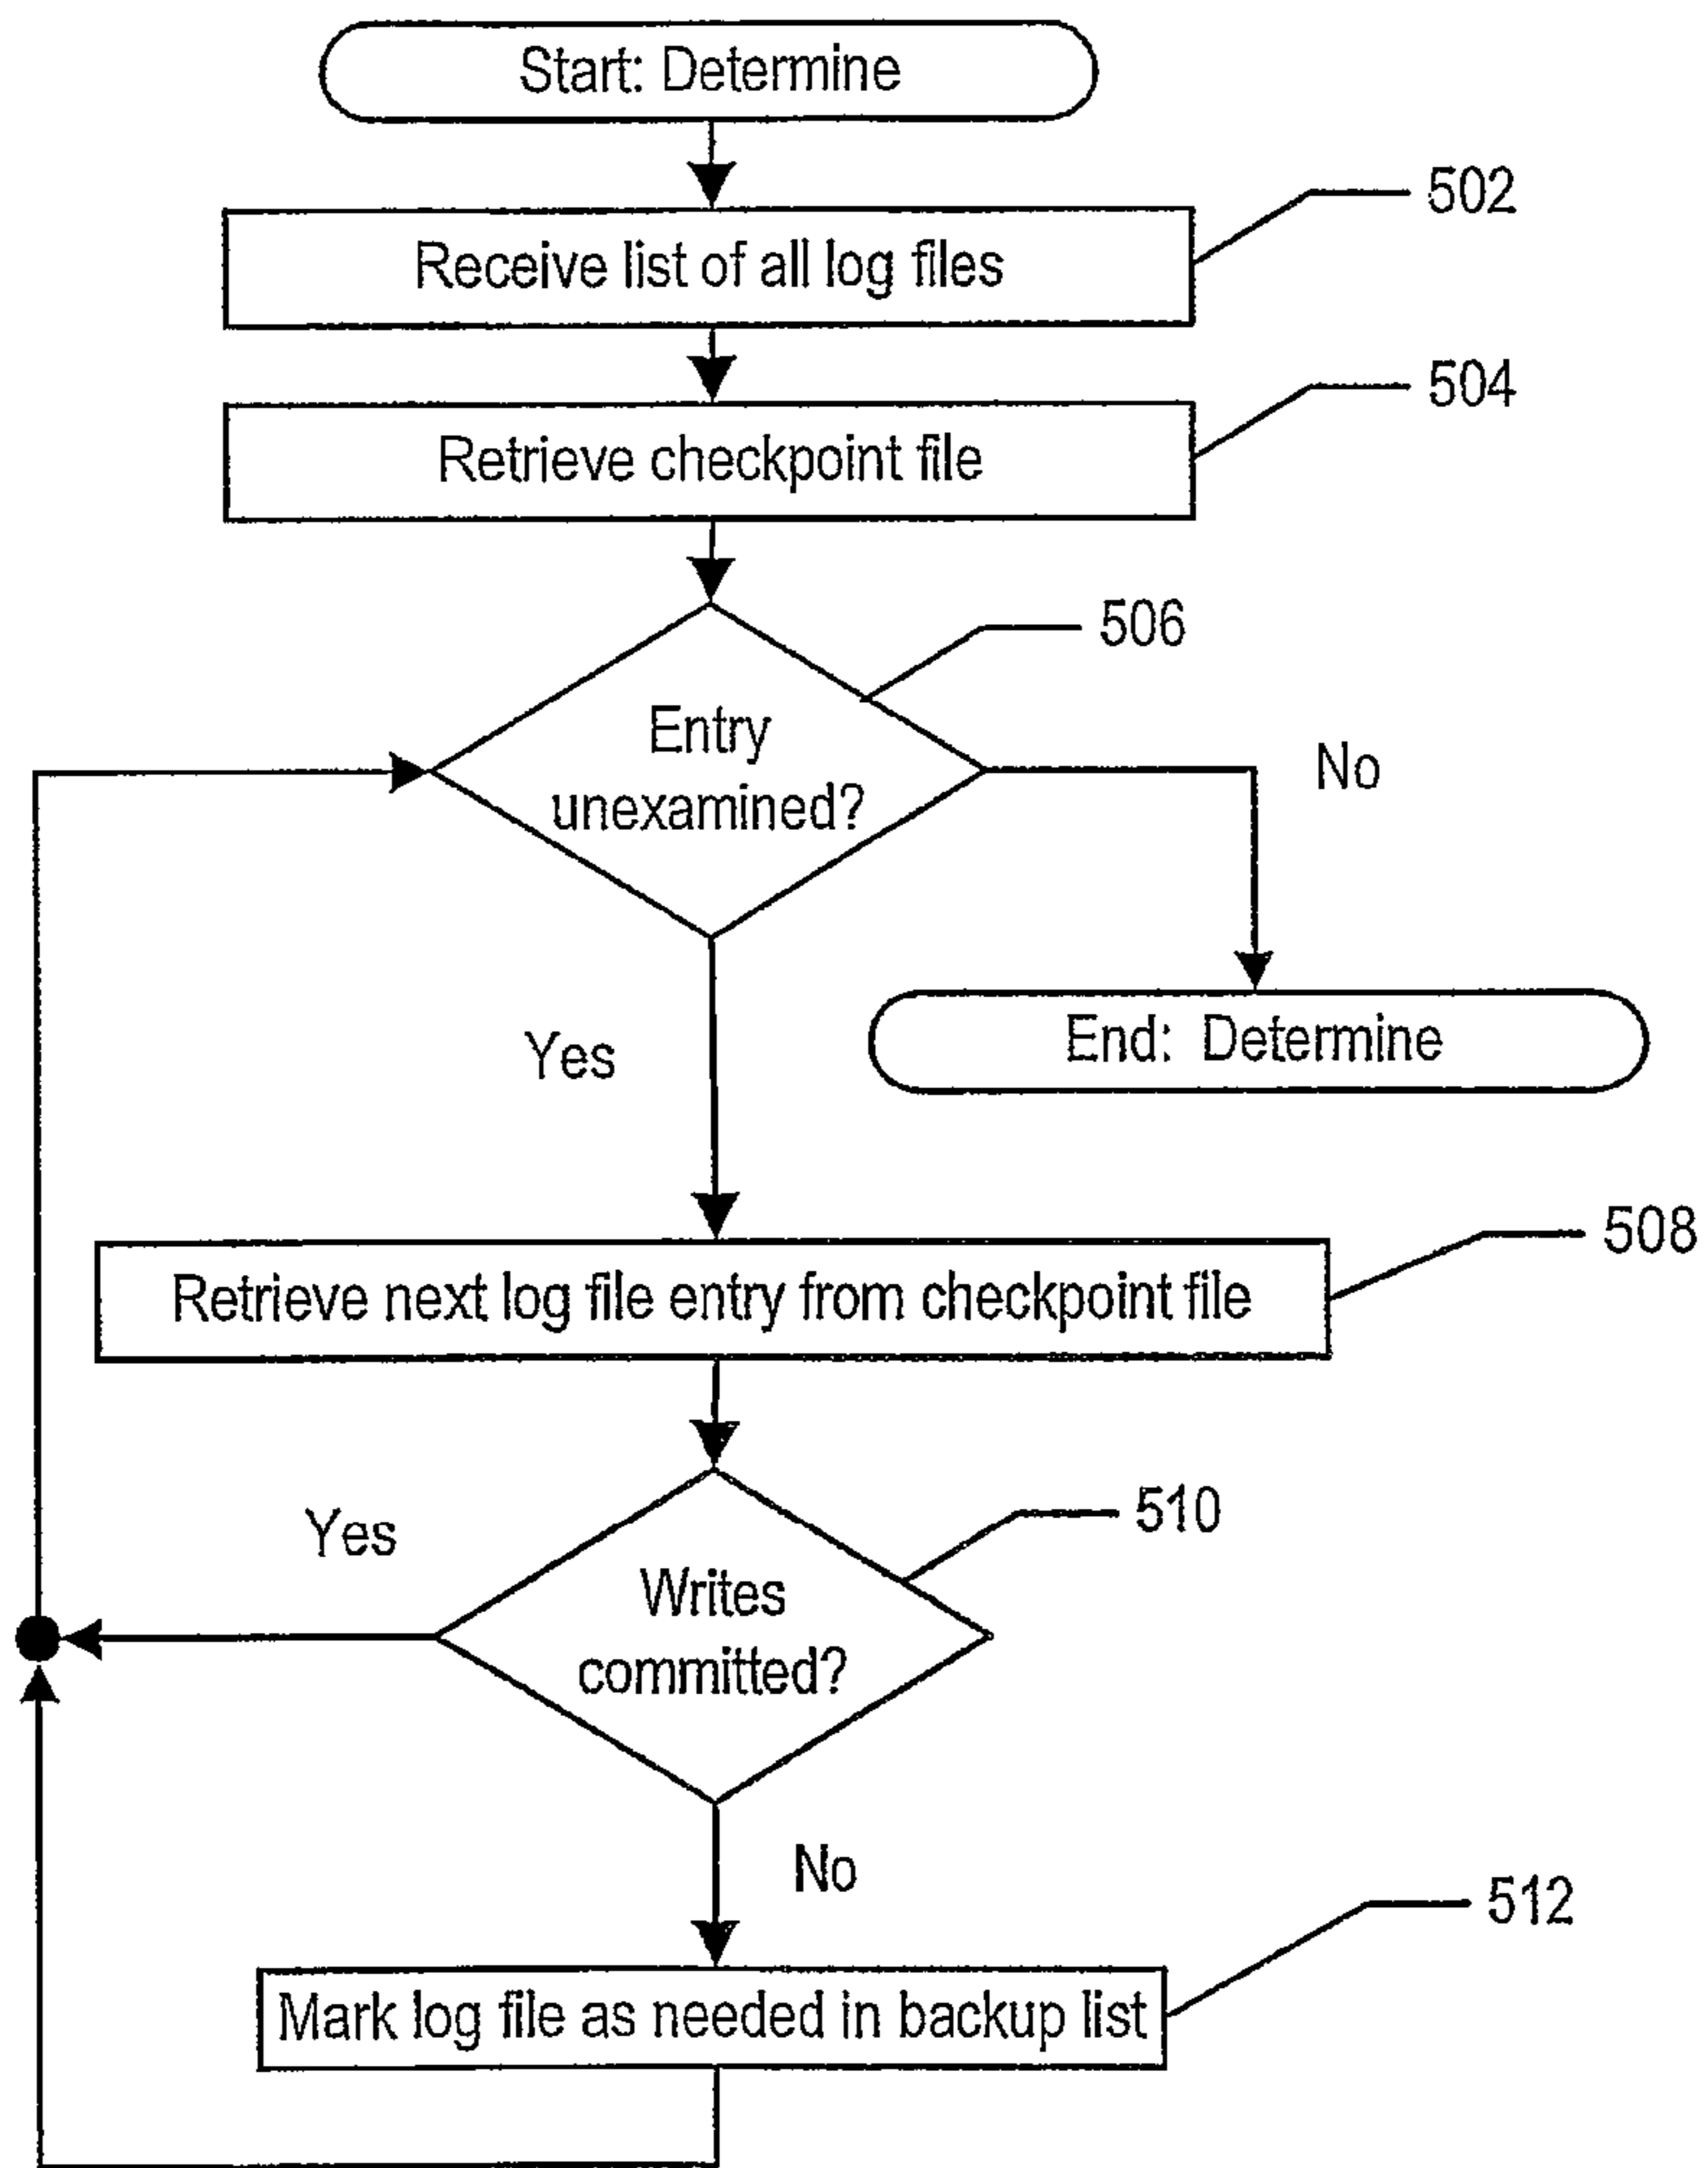 Start: Determine
502
Receive list of all log files
504
Retrieve checkpoint file
506
Entry
unexamined?
No
End: Determine
Yes
508
Retrieve next log file entry from checkpoint file
510
Yes
Writes
committed?
No
512
Mark log file as needed in backup list